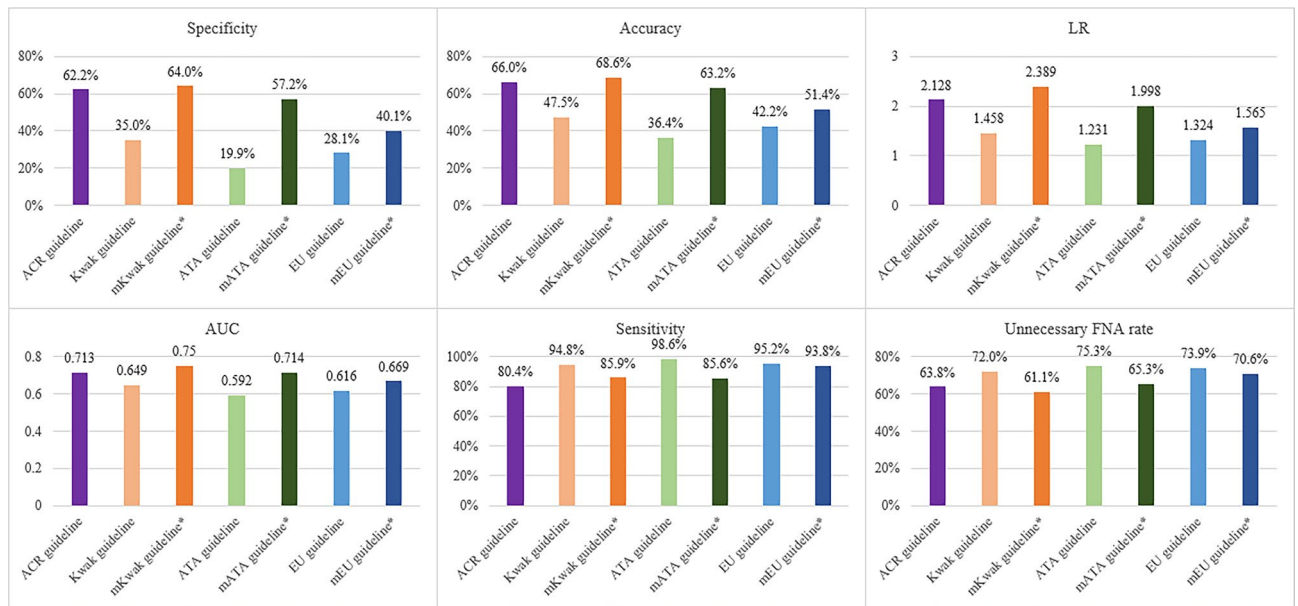 Specificity
80%
60%
40%
20%
0%
62.2%
35.0%
64.0%
19.9%
57.2%
28.1%
40.1%
ACR guideline
Kwak guideline
mKwak guideline*
ATA guideline
mATA guideline*
EU guideline
mEU guideline*
Accuracy
80%
60%
40%
20%
0%
66.0%
47.5%
68.6%
36.4%
63.2%
42.2%
51.4%
ACR guideline
Kwak guideline
mKwak guideline*
ATA guideline
mATA guideline*
EU guideline
mEU guideline*
LR
3
2
1
0
2.128
1.458
2.389
1.231
1.998
1.324
1.565
ACR guideline
Kwak guideline
mKwak guideline*
ATA guideline
mATA guideline*
EU guideline
mEU guideline*
AUC
0.8
0.6
0.4
0.2
0
0.713
0.649
0.75
0.592
0.714
0.616
0.669
ACR guideline
Kwak guideline
mKwak guideline*
ATA guideline
mATA guideline*
EU guideline
mEU guideline*
Sensitivity
100%
80%
60%
40%
20%
0%
80.4%
94.8%
85.9%
98.6%
85.6%
95.2%
93.8%
ACR guideline
Kwak guideline
mKwak guideline*
ATA guideline
mATA guideline*
EU guideline
mEU guideline*
Unnecessary FNA rate
80%
60%
40%
20%
0%
63.8%
72.0%
61.1%
75.3%
65.3%
73.9%
70.6%
ACR guideline
Kwak guideline
mKwak guideline*
ATA guideline
mATA guideline*
EU guideline
mEU guideline*